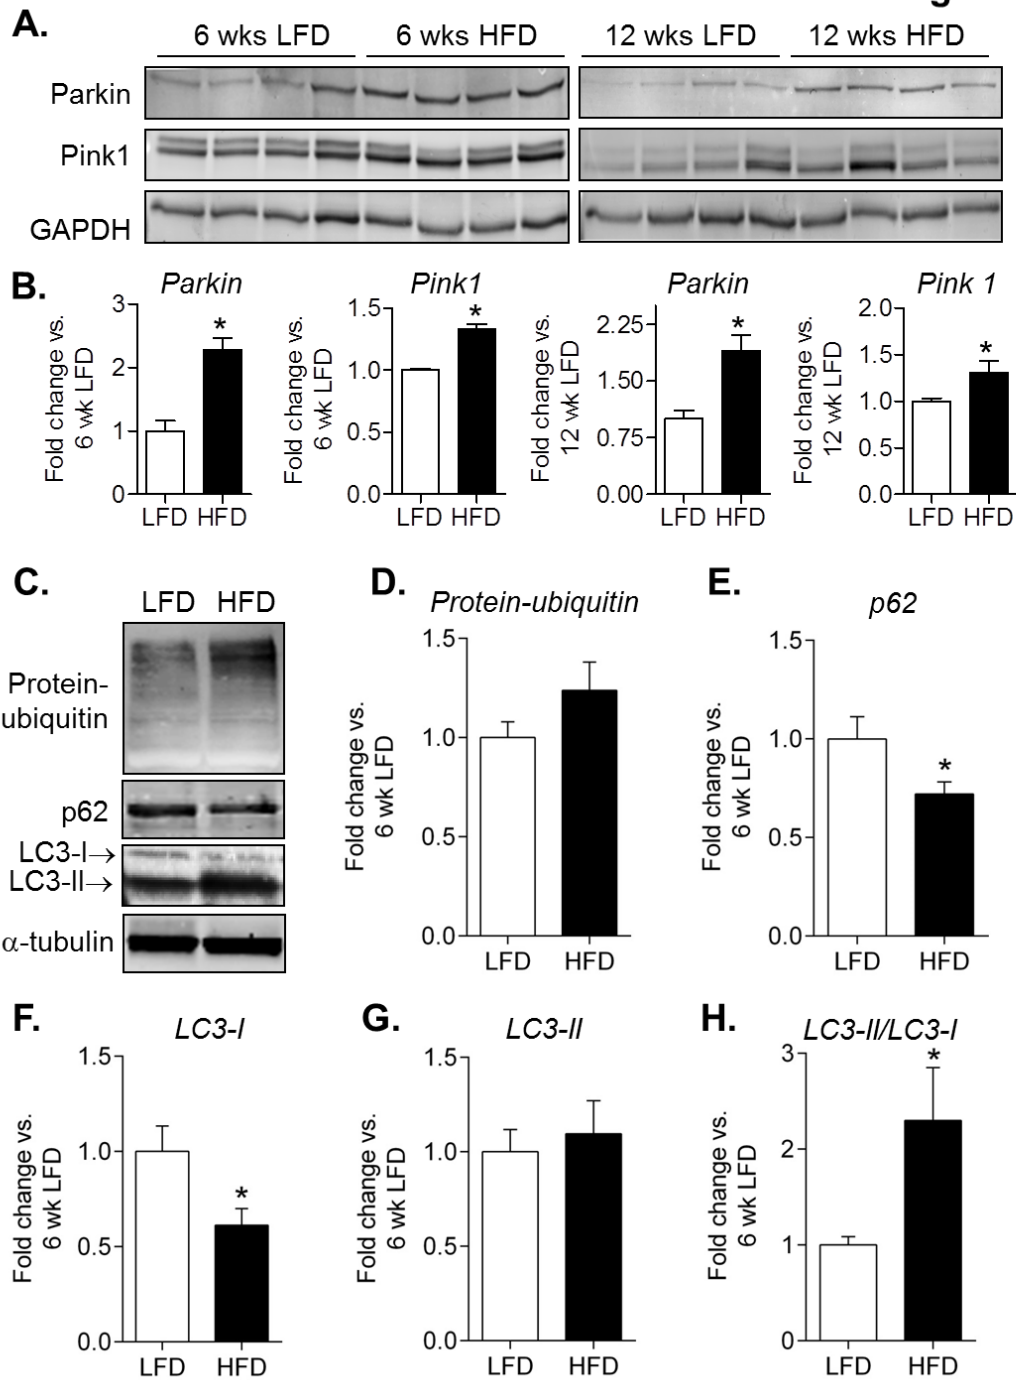 A.
6 wks LFD 6 wks HFD 12 wks LFD 12 wks HFD
Parkin
Pink1
GAPDH
B.
Parkin Pink1 Parkin Pink 1
Fold change vs.
6 wk LFD
3
2
1
0
*
LFD HFD
Fold change vs.
6 wk LFD
1.5
1.0
0.5
0.0
*
LFD HFD
Fold change vs.
12 wk LFD
2.25
1.50
0.75
0.00
*
LFD HFD
Fold change vs.
12 wk LFD
2.0
1.5
1.0
0.5
0.0
*
LFD HFD
C.
LFD HFD
Protein-
ubiquitin
p62
LC3-I→
LC3-II→
α-tubulin
D.
Protein-ubiquitin
Fold change vs.
6 wk LFD
1.5
1.0
0.5
0.0
LFD HFD
E.
p62
Fold change vs.
6 wk LFD
1.5
1.0
0.5
0.0
*
LFD HFD
F.
LC3-I
Fold change vs.
6 wk LFD
1.5
1.0
0.5
0.0
*
LFD HFD
G.
LC3-II
Fold change vs.
6 wk LFD
1.5
1.0
0.5
0.0
LFD HFD
H.
LC3-II/LC3-I
Fold change vs.
6 wk LFD
3
2
1
0
*
LFD HFD